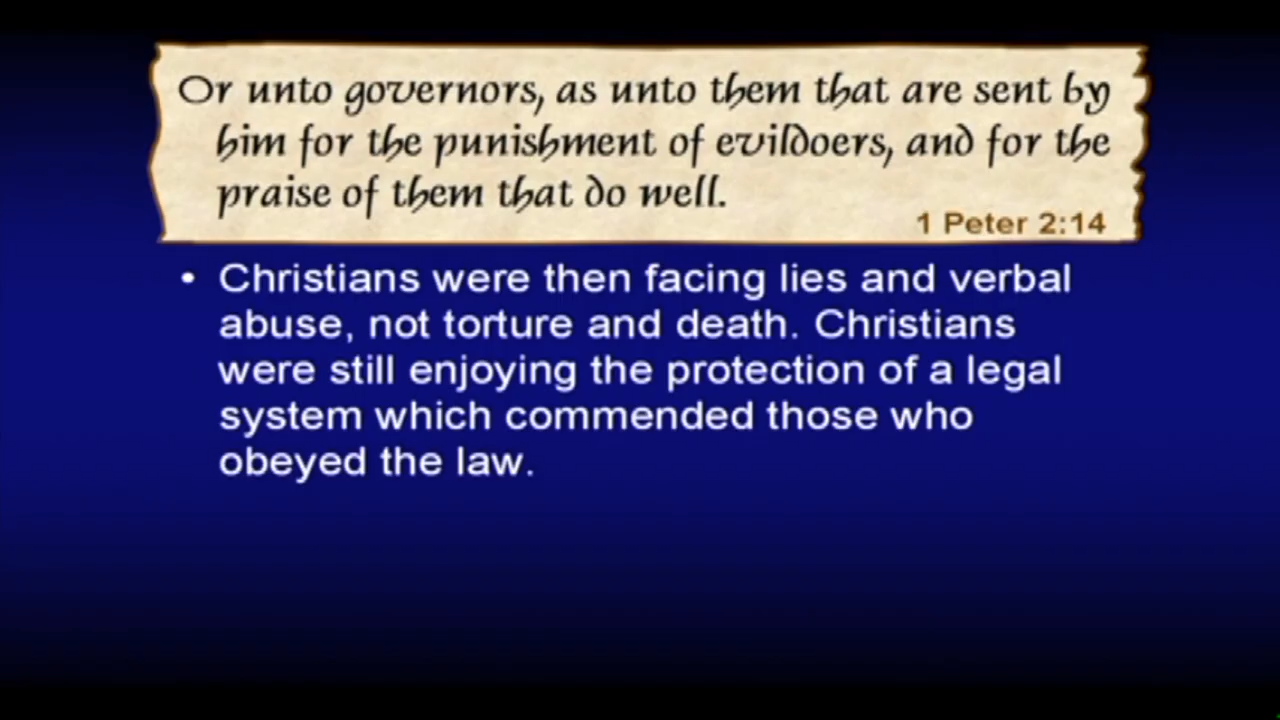 Or unto governors, as unto them that are sent by
him for the punishment of evildoers, and for the
praise of them that do well.
1 Peter 2:14
• Christians were then facing lies and verbal
abuse, not torture and death. Christians
were still enjoying the protection of a legal
system which commended those who
obeyed the law.